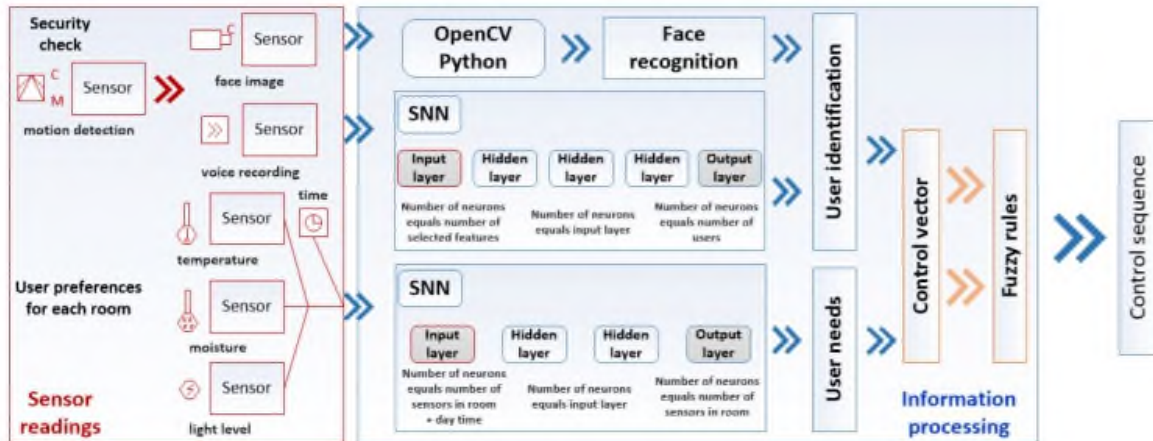 Security
check
C
M
Sensor
motion detection
C
Sensor
face image
Sensor
voice recording
time
Sensor
temperature
User preferences
for each room
Sensor
moisture
Sensor
light level
Sensor
readings
OpenCV
Python
Face
recognition
SNN
Input
layer
Hidden
layer
Hidden
layer
Hidden
layer
Output
layer
Number of neurons
equals number of
selected features
Number of neurons
equals input layer
Number of neurons
equals number of
users
SNN
Input
layer
Hidden
layer
Hidden
layer
Output
layer
Number of neurons
equals number of
sensors in room
+ day time
Number of neurons
equals input layer
Number of neurons
equals number of
sensors in room
User identification
User needs
Control vector
Fuzzy rules
Information
processing
Control sequence